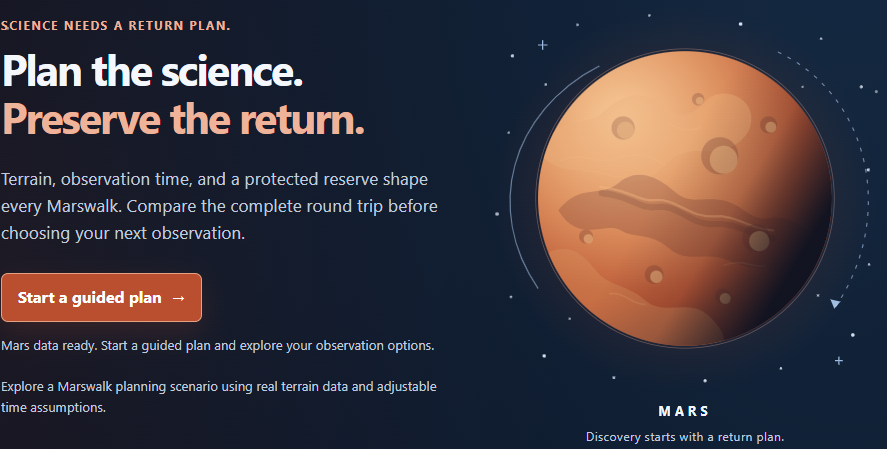 SCIENCE NEEDS A RETURN PLAN.
Plan the science.
Preserve the return.
Terrain, observation time, and a protected reserve shape
every Marswalk. Compare the complete round trip before
choosing your next observation.
Start a guided plan →
Mars data ready. Start a guided plan and explore your observation options.
Explore a Marswalk planning scenario using real terrain data and adjustable
time assumptions.
MARS
Discovery starts with a return plan.